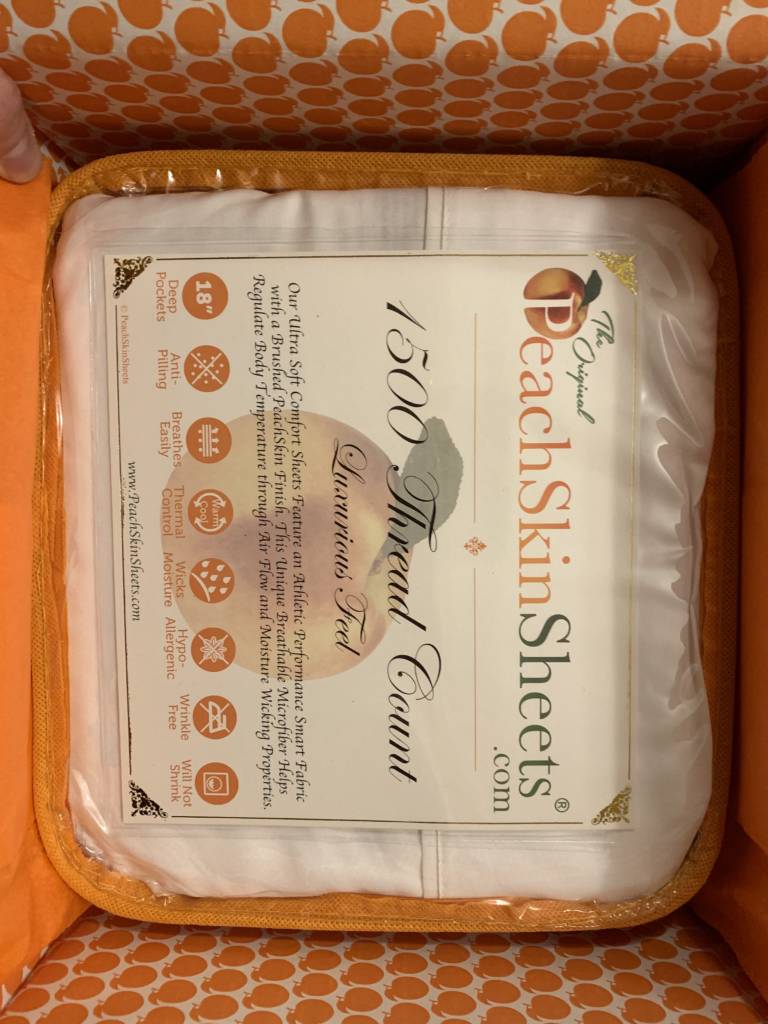 The Original
PeachSkinSheets®
.com
1500 Thread Count
Luxurious Feel
Our Ultra Soft Comfort Sheets Feature an Athletic Performance Smart Fabric
with a Brushed PeachSkin Finish. This Unique Breathable Microfiber Helps
Regulate Body Temperature through Air Flow and Moisture Wicking Properties.
18"
Deep
Pockets
Anti-
Pilling
Breathes
Easily
Warm
Cool
Thermal
Control
Wicks
Moisture
Hypo-
Allergenic
Wrinkle
Free
Will Not
Shrink
© PeachSkinSheets
www.PeachSkinSheets.com